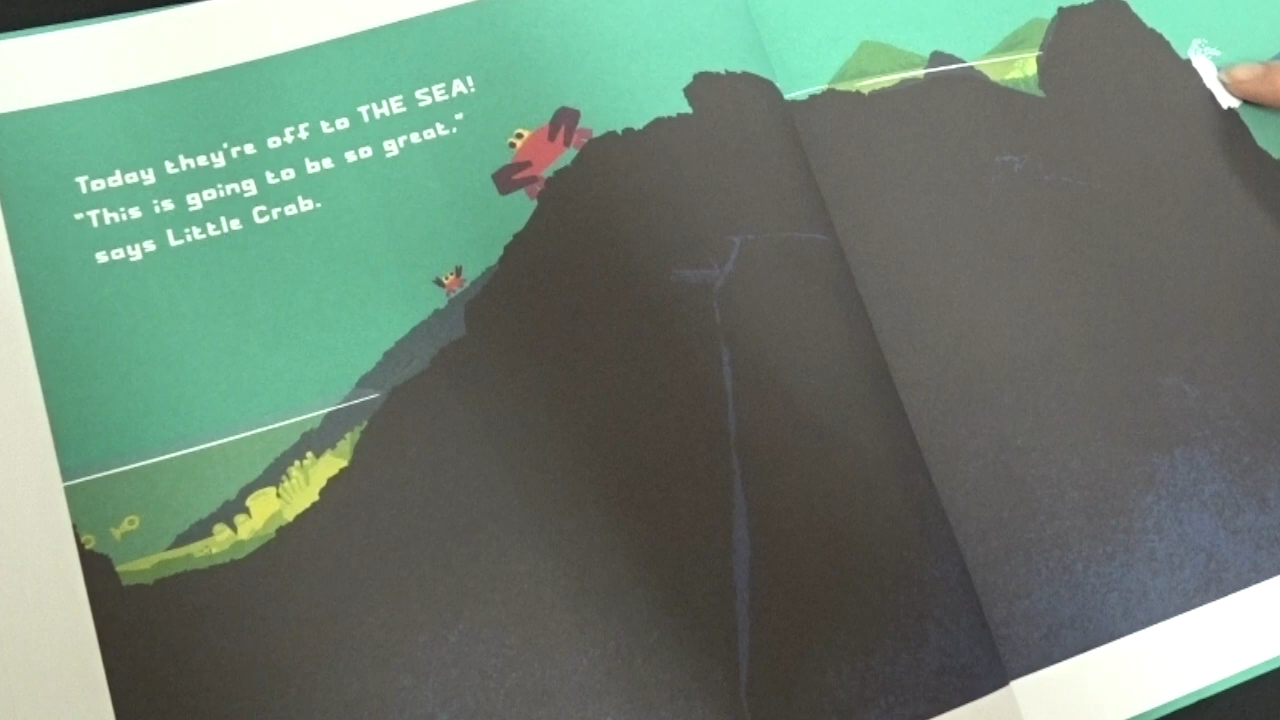 Today they're off to THE SEA!
"This is going to be so great,"
says Little Crab.